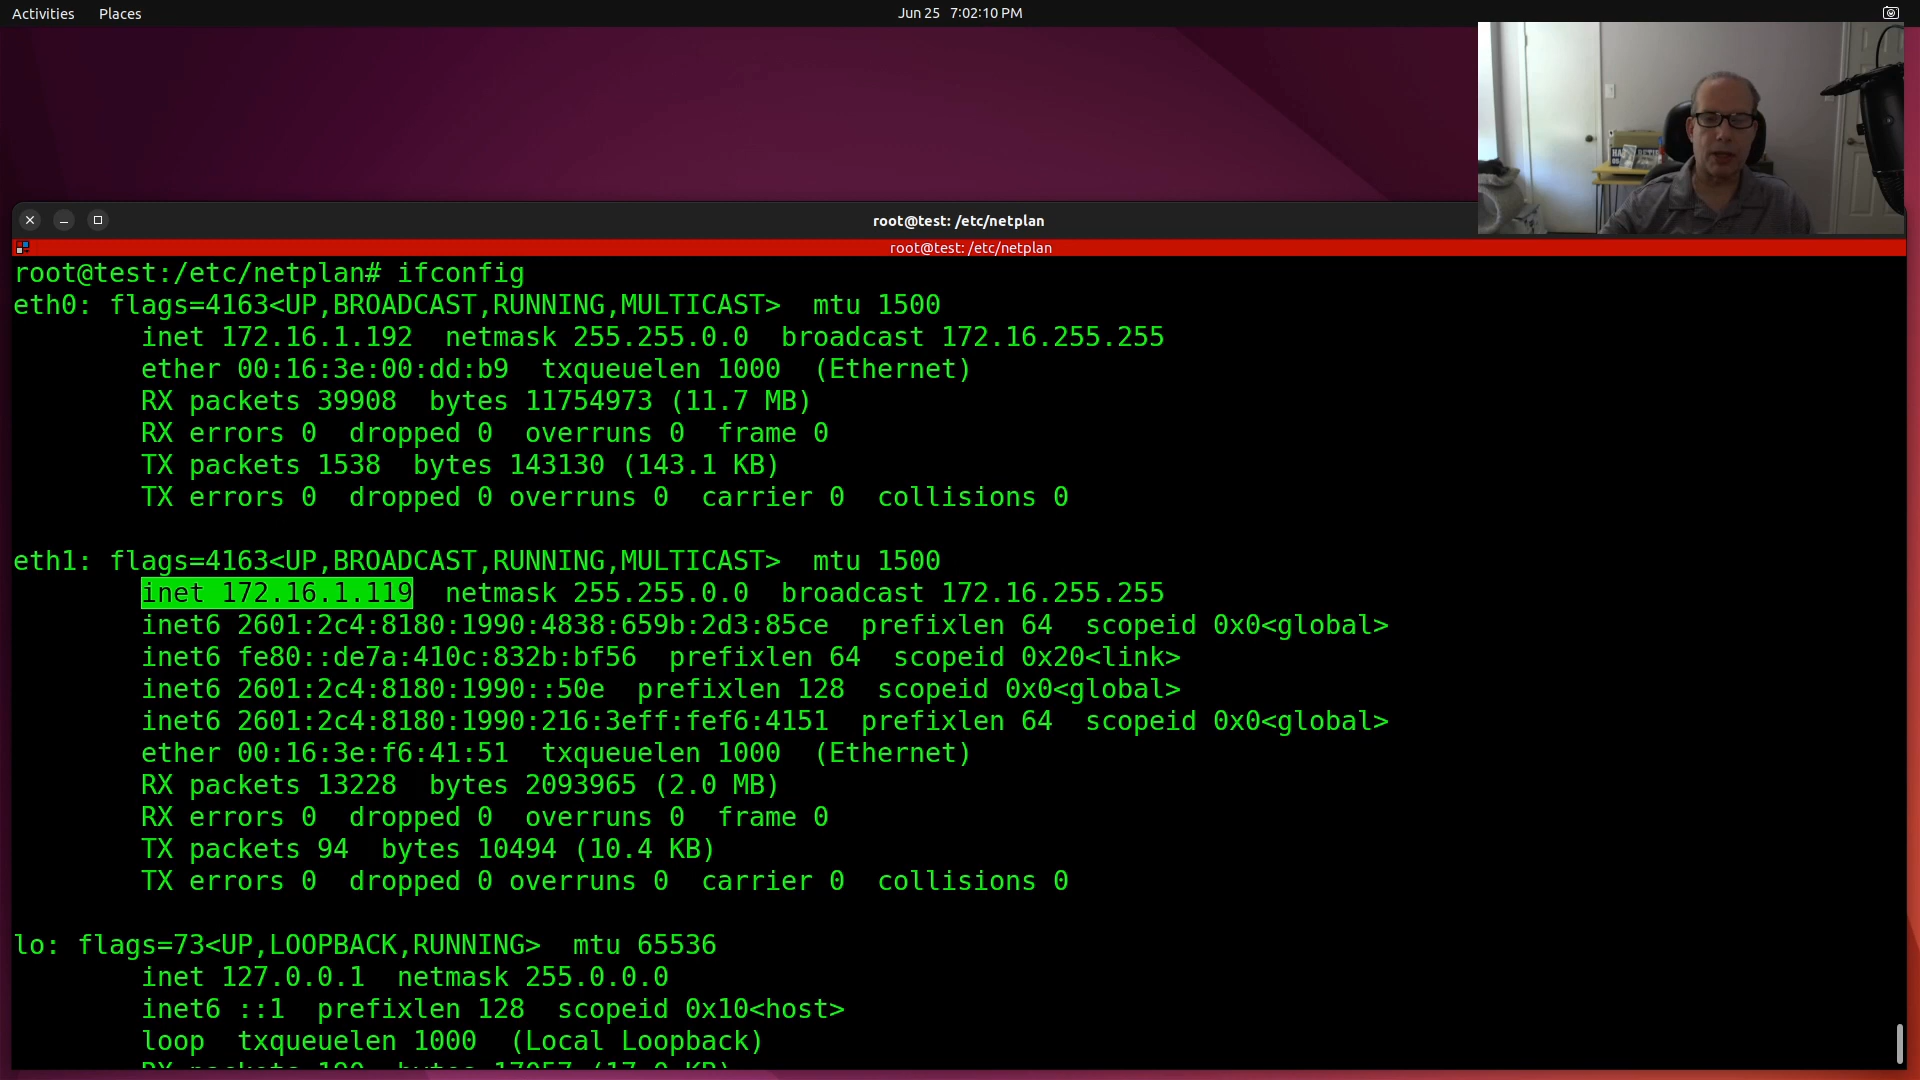 Activities Places Jun 25 7:02:10 PM
root@test: /etc/netplan
root@test: /etc/netplan
root@test:/etc/netplan# ifconfig
eth0: flags=4163<UP,BROADCAST,RUNNING,MULTICAST>  mtu 1500
        inet 172.16.1.192  netmask 255.255.0.0  broadcast 172.16.255.255
        ether 00:16:3e:00:dd:b9  txqueuelen 1000  (Ethernet)
        RX packets 39908  bytes 11754973 (11.7 MB)
        RX errors 0  dropped 0  overruns 0  frame 0
        TX packets 1538  bytes 143130 (143.1 KB)
        TX errors 0  dropped 0 overruns 0  carrier 0  collisions 0
eth1: flags=4163<UP,BROADCAST,RUNNING,MULTICAST>  mtu 1500
        inet 172.16.1.119  netmask 255.255.0.0  broadcast 172.16.255.255
        inet6 2601:2c4:8180:1990:4838:659b:2d3:85ce  prefixlen 64  scopeid 0x0<global>
        inet6 fe80::de7a:410c:832b:bf56  prefixlen 64  scopeid 0x20<link>
        inet6 2601:2c4:8180:1990::50e  prefixlen 128  scopeid 0x0<global>
        inet6 2601:2c4:8180:1990:216:3eff:fef6:4151  prefixlen 64  scopeid 0x0<global>
        ether 00:16:3e:f6:41:51  txqueuelen 1000  (Ethernet)
        RX packets 13228  bytes 2093965 (2.0 MB)
        RX errors 0  dropped 0  overruns 0  frame 0
        TX packets 94  bytes 10494 (10.4 KB)
        TX errors 0  dropped 0 overruns 0  carrier 0  collisions 0
lo: flags=73<UP,LOOPBACK,RUNNING>  mtu 65536
        inet 127.0.0.1  netmask 255.0.0.0
        inet6 ::1  prefixlen 128  scopeid 0x10<host>
        loop  txqueuelen 1000  (Local Loopback)